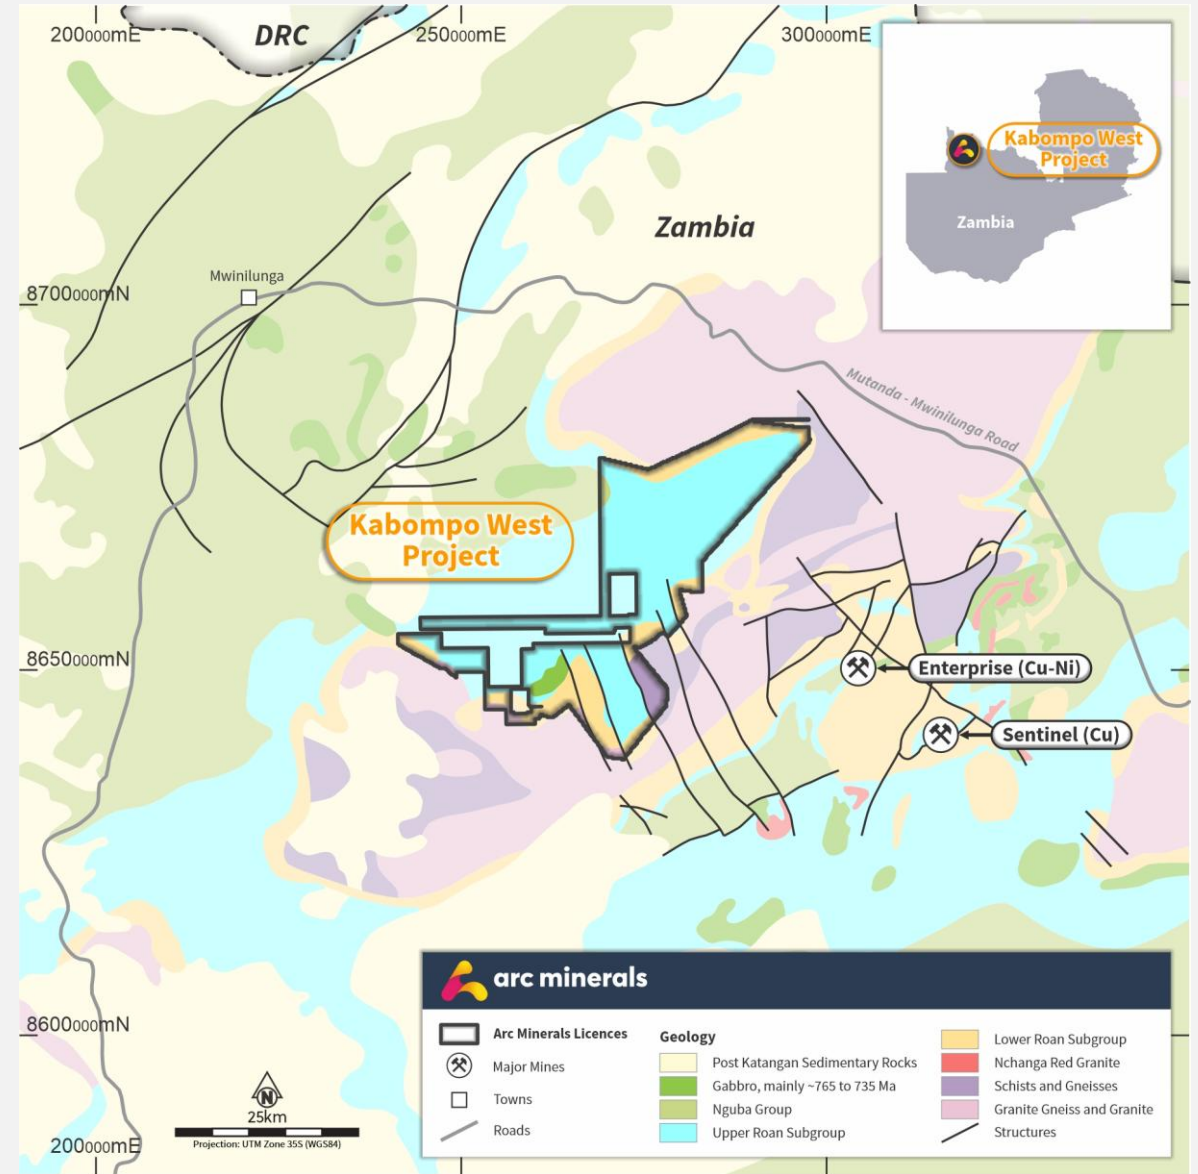 200000mE
DRC
250000mE
300000mE
Kabompo West
Project
Zambia
Zambia
Mwinilunga
8700000mN
Mutanda - Mwinilunga Road
Kabompo West
Project
8650000mN
Enterprise (Cu-Ni)
Sentinel (Cu)
arc minerals
Arc Minerals Licences
Major Mines
Towns
Roads
Geology
Post Katangan Sedimentary Rocks
Gabbro, mainly ~765 to 735 Ma
Nguba Group
Upper Roan Subgroup
Lower Roan Subgroup
Nchanga Red Granite
Schists and Gneisses
Granite Gneiss and Granite
Structures
8600000mN
N
25km
Projection: UTM Zone 35S (WGS84)
200000mE